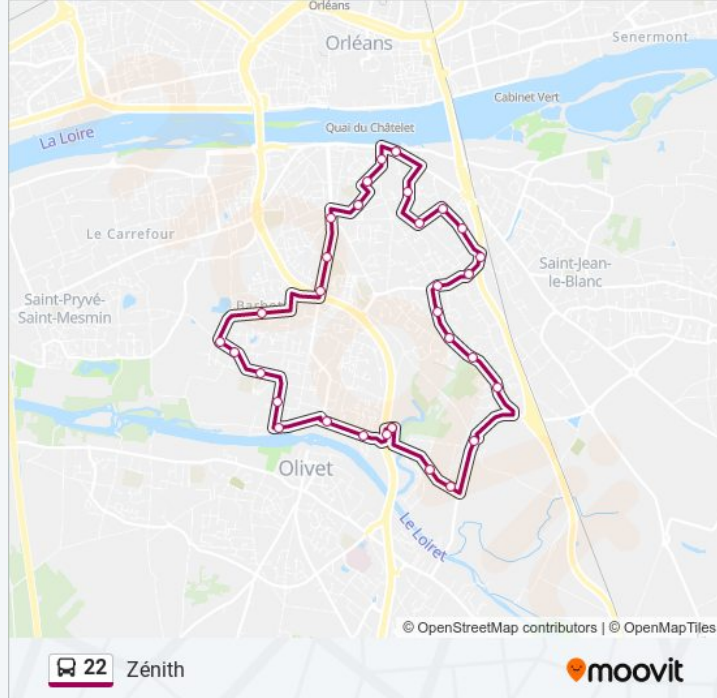 Orléans
Orléans
Senermont
Cabinet Vert
Quai du Châtelet
La Loire
Le Carrefour
Saint-Jean-
le-Blanc
Saint-Pryvé-
Saint-Mesmin
Olivet
Le Loiret
© OpenStreetMap contributors | © OpenMapTiles
22 Zénith
moovit